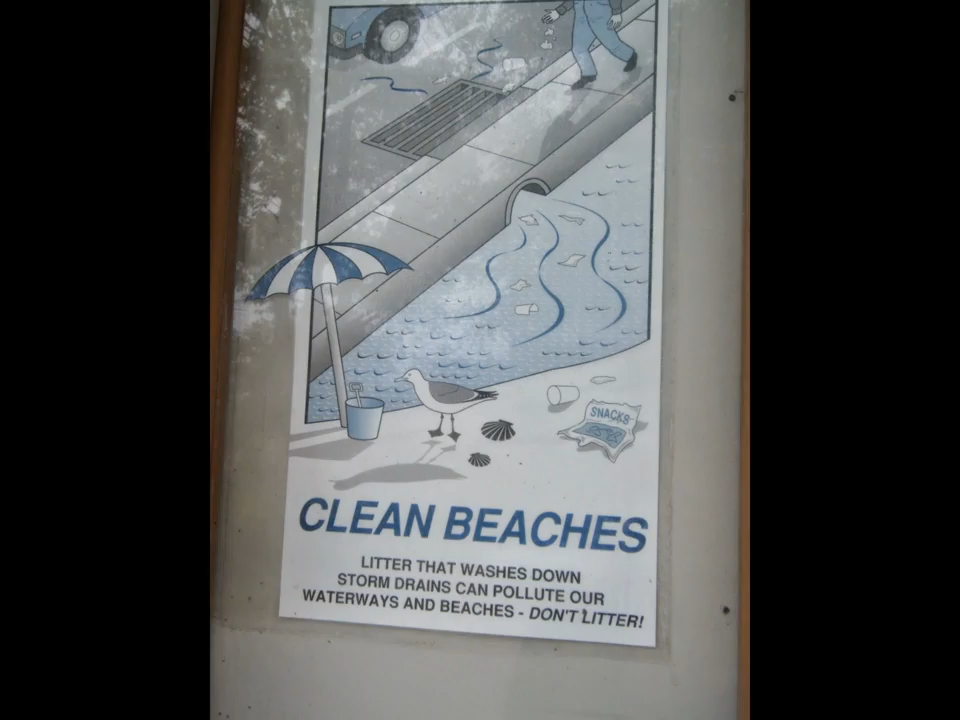 SNACKS
CLEAN BEACHES
LITTER THAT WASHES DOWN
STORM DRAINS CAN POLLUTE OUR
WATERWAYS AND BEACHES - DON'T LITTER!